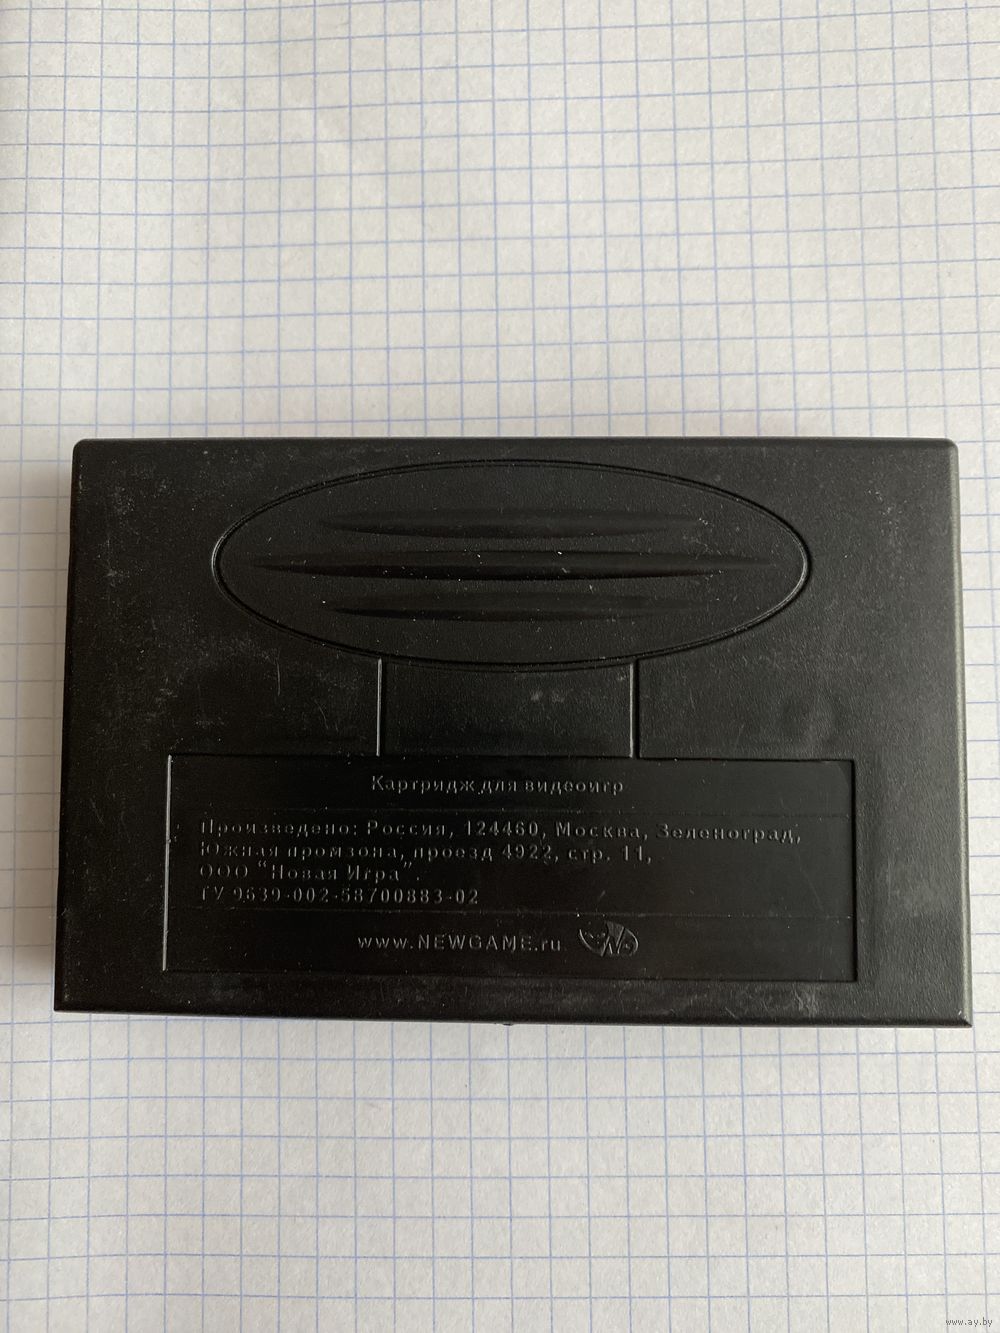 Картридж для видеоигр
Произведено: Россия, 124460, Москва, Зеленоград,
Южная промзона, проезд 4922, стр. 11,
ООО "Новая Игра".
ТУ 9639-002-58700883-02
www.NEWGAME.ru
www.ay.by